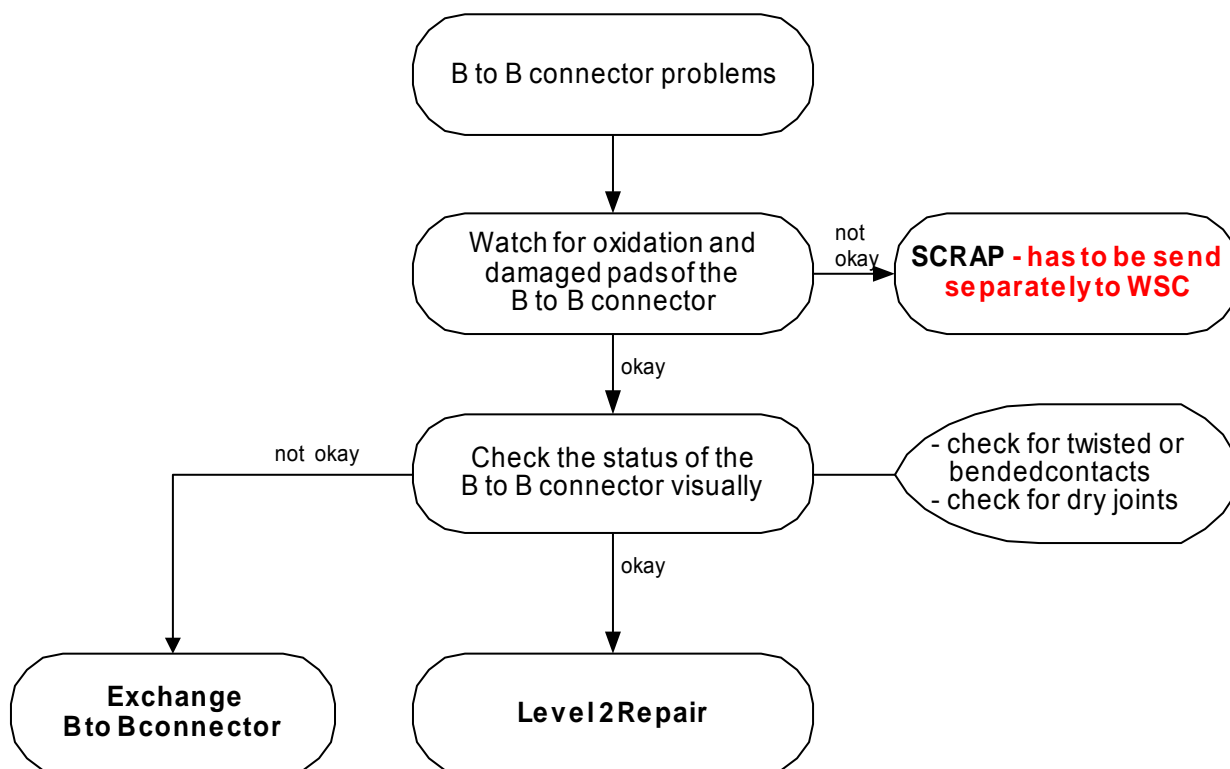 B to B connector problems
Watch for oxidation and
damaged pads of the
B to B connector
not
okay
SCRAP - has to be send
separately to WSC
okay
Check the status of the
B to B connector visually
not okay
- check for twisted or
bendedcontacts
- check for dry joints
okay
Exchange
B to B connector
Level 2 Repair